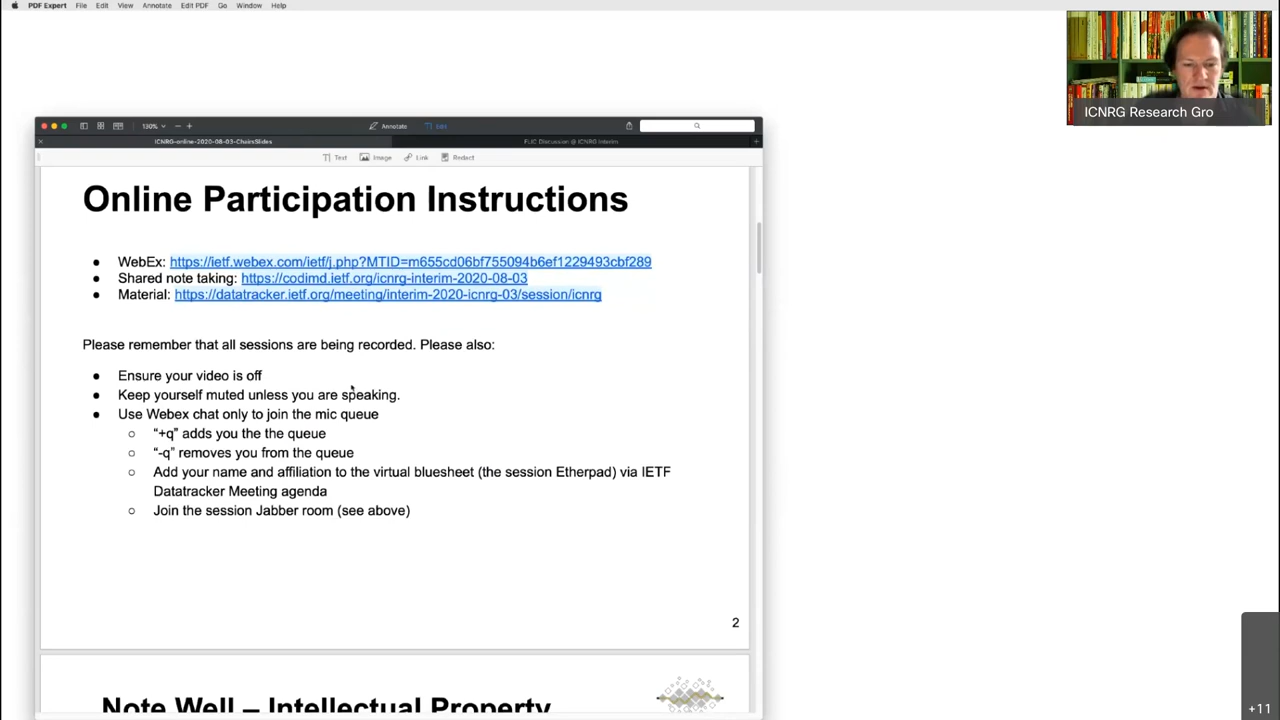 PDF Expert File Edit View Annotate Edit PDF Go Window Help
ICNRG Research Gro
130%
Annotate
Edit
ICNRG-online-2020-08-03-ChairsSlides
FLIC Discussion @ ICNRG Interim
Text Image Link Redact
Online Participation Instructions
● WebEx: https://ietf.webex.com/ietf/j.php?MTID=m655cd06bf755094b6ef1229493cbf289
● Shared note taking: https://codimd.ietf.org/icnrg-interim-2020-08-03
● Material: https://datatracker.ietf.org/meeting/interim-2020-icnrg-03/session/icnrg
Please remember that all sessions are being recorded. Please also:
● Ensure your video is off
● Keep yourself muted unless you are speaking.
● Use Webex chat only to join the mic queue
○ “+q” adds you the the queue
○ “-q” removes you from the queue
○ Add your name and affiliation to the virtual bluesheet (the session Etherpad) via IETF
Datatracker Meeting agenda
○ Join the session Jabber room (see above)
2
Note Well – Intellectual Property
+11